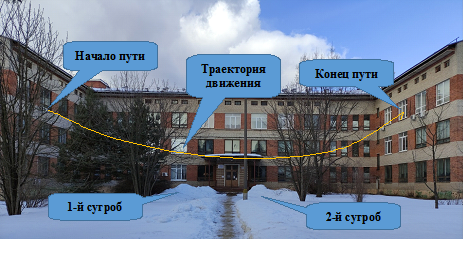 Начало пути
Траектория
движения
Конец пути
1-й сугроб
2-й сугроб